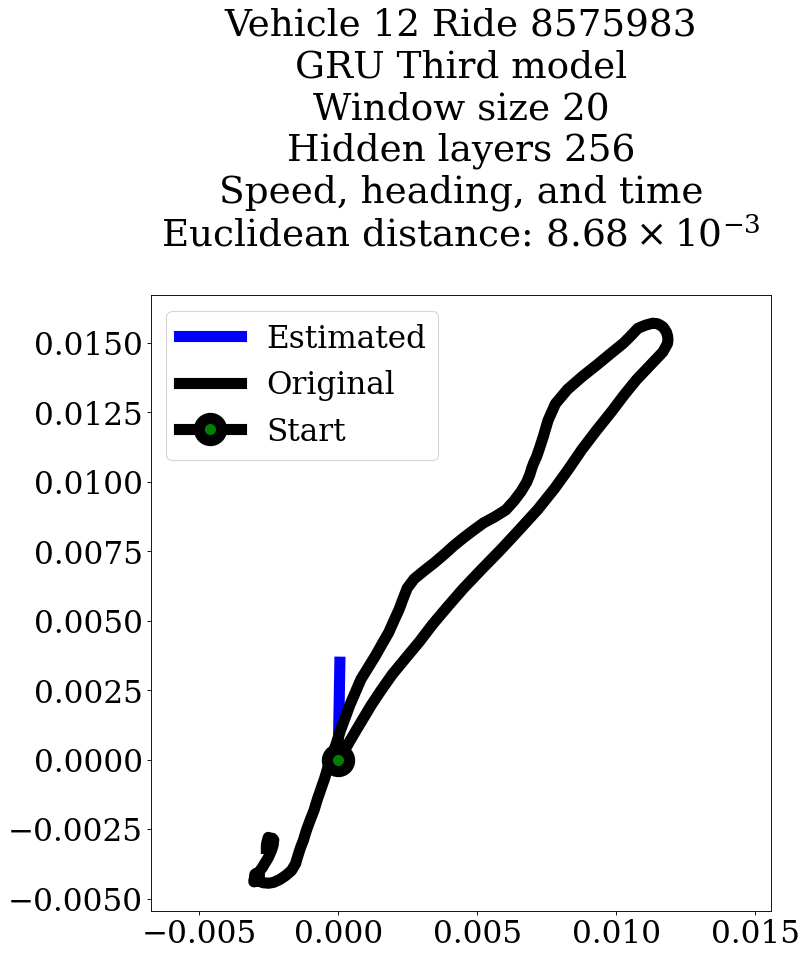 Vehicle 12 Ride 8575983
GRU Third model
Window size 20
Hidden layers 256
Speed, heading, and time
Euclidean distance: 8.68 × 10⁻³
Estimated
Original
Start
0.0150
0.0125
0.0100
0.0075
0.0050
0.0025
0.0000
−0.0025
−0.0050
−0.005 0.000 0.005 0.010 0.015